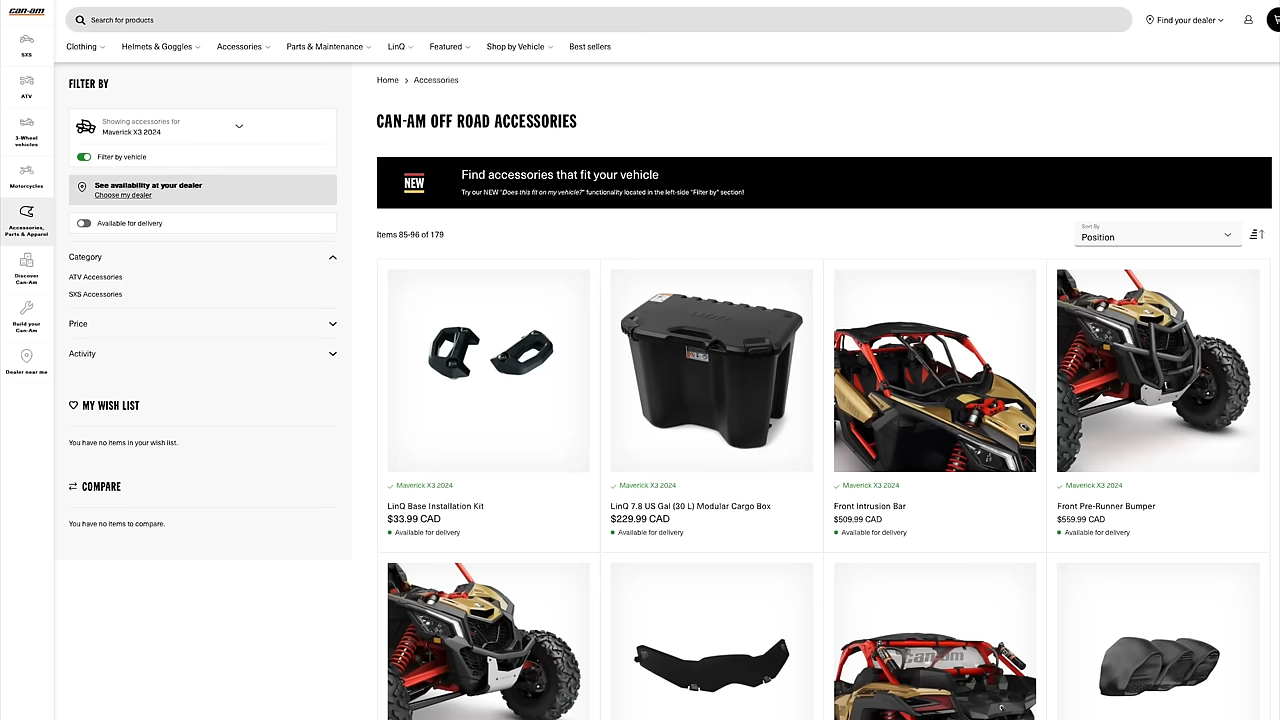 can-am
Search for products
Find your dealer
Clothing
Helmets & Goggles
Accessories
Parts & Maintenance
LinQ
Featured
Shop by Vehicle
Best sellers
SXS
ATV
3-Wheel
vehicles
Motorcycles
Accessories,
Parts & Apparel
Discover
Can-Am
Build your
Can-Am
Dealer near me
FILTER BY
Showing accessories for
Maverick X3 2024
Filter by vehicle
See availability at your dealer
Choose my dealer
Available for delivery
Category
ATV Accessories
SXS Accessories
Price
Activity
MY WISH LIST
You have no items in your wish list.
COMPARE
You have no items to compare.
Home > Accessories
CAN-AM OFF ROAD ACCESSORIES
NEW
Find accessories that fit your vehicle
Try our NEW "Does this fit on my vehicle?" functionality located in the left-side "Filter by" section!
Items 85-96 of 179
Sort By
Position
Maverick X3 2024
LinQ Base Installation Kit
$33.99 CAD
Available for delivery
Maverick X3 2024
LinQ 7.8 US Gal (30 L) Modular Cargo Box
$229.99 CAD
Available for delivery
Maverick X3 2024
Front Intrusion Bar
$509.99 CAD
Available for delivery
Maverick X3 2024
Front Pre-Runner Bumper
$559.99 CAD
Available for delivery
can-am